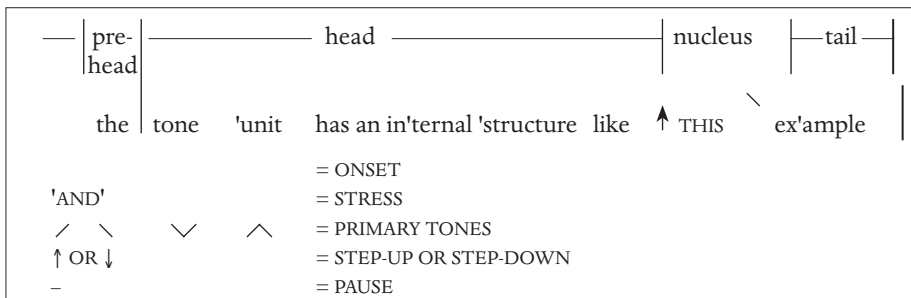 pre-head head nucleus tail
the tone 'unit has an in'ternal 'structure like ↑ THIS ex'ample
= ONSET
'AND' = STRESS
= PRIMARY TONES
↑ OR ↓ = STEP-UP OR STEP-DOWN
– = PAUSE